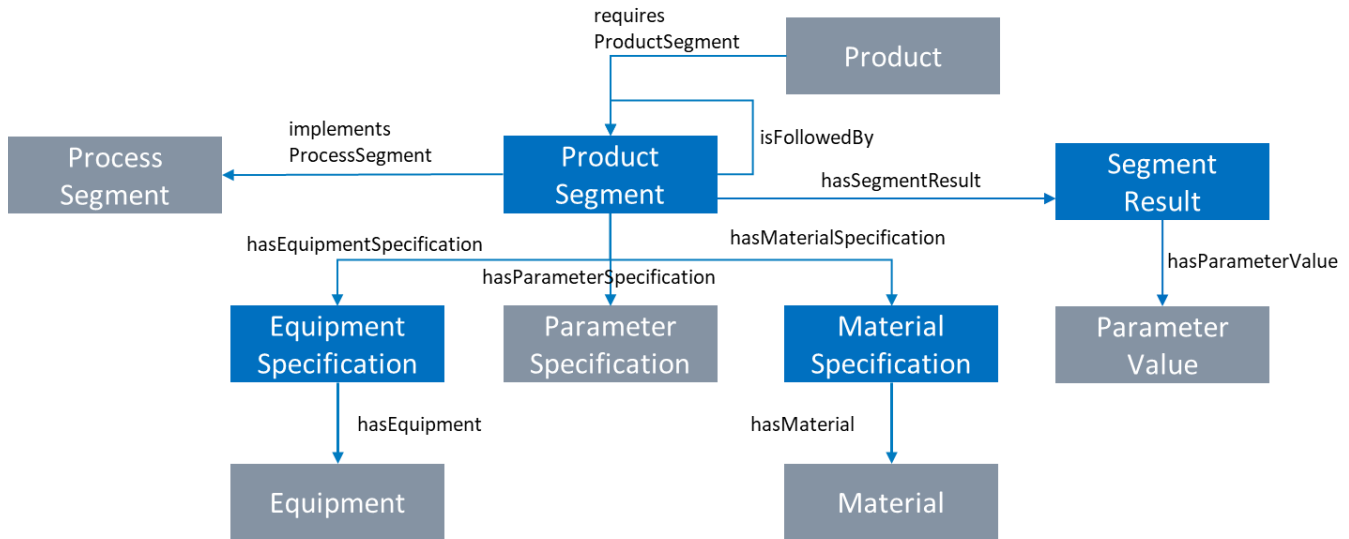 requires
ProductSegment
Product
implements
ProcessSegment
isFollowedBy
Process
Segment
Product
Segment
hasSegmentResult
Segment
Result
hasEquipmentSpecification
hasMaterialSpecification
hasParameterSpecification
hasParameterValue
Equipment
Specification
Parameter
Specification
Material
Specification
Parameter
Value
hasEquipment
hasMaterial
Equipment
Material